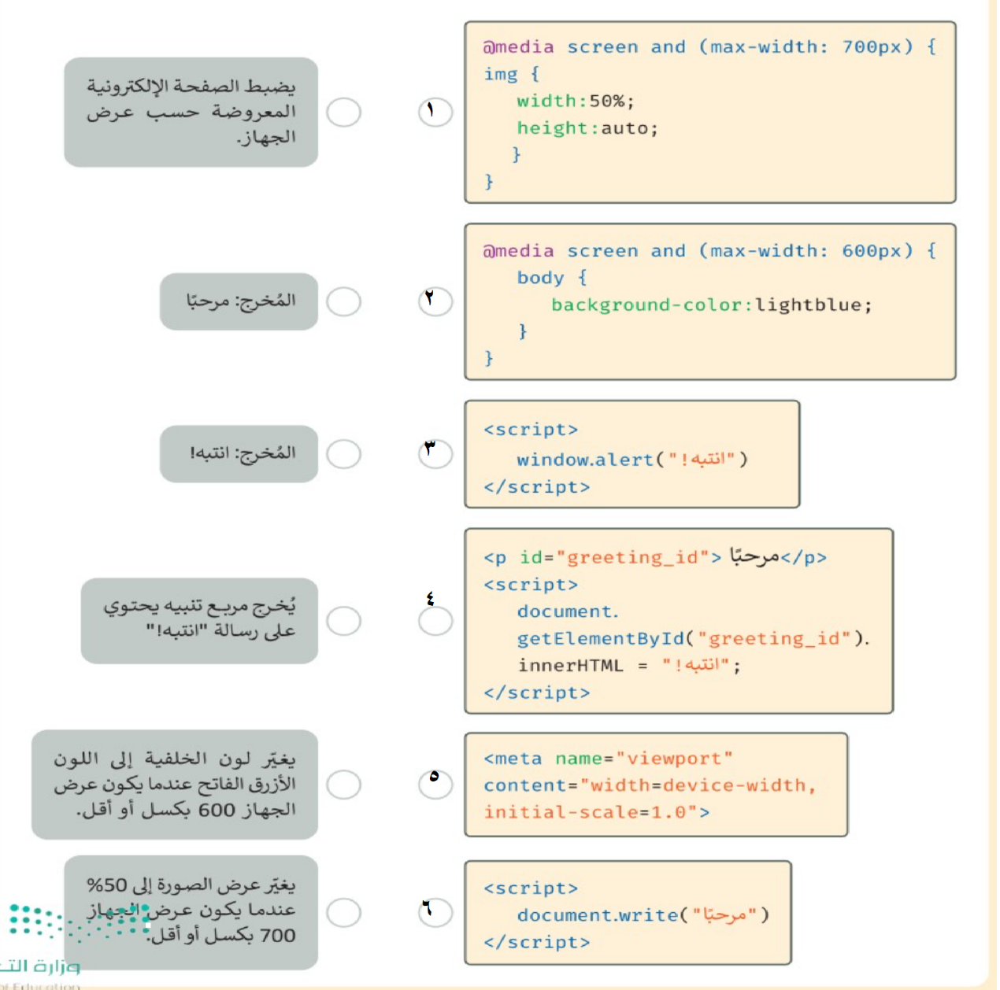 @media screen and (max-width: 700px) {
img {
width:50%;
height:auto;
}
}
١
يضبط الصفحة الإلكترونية
المعروضة حسب عرض
الجهاز.
@media screen and (max-width: 600px) {
body {
background-color:lightblue;
}
}
٢
المُخرج: مرحبًا
<script>
window.alert("انتبه!")
</script>
٣
المُخرج: انتبه!
<p id="greeting_id"> مرحبًا</p>
<script>
document.
getElementById("greeting_id").
innerHTML = "انتبه!";
</script>
٤
يُخرج مربع تنبيه يحتوي
على رسالة "انتبه!"
<meta name="viewport"
content="width=device-width,
initial-scale=1.0">
٥
يغيّر لون الخلفية إلى اللون
الأزرق الفاتح عندما يكون عرض
الجهاز 600 بكسل أو أقل.
<script>
document.write("مرحبًا")
</script>
٦
يغيّر عرض الصورة إلى 50%
عندما يكون عرض الجهاز
700 بكسل أو أقل.
وزارة التـ
of Education